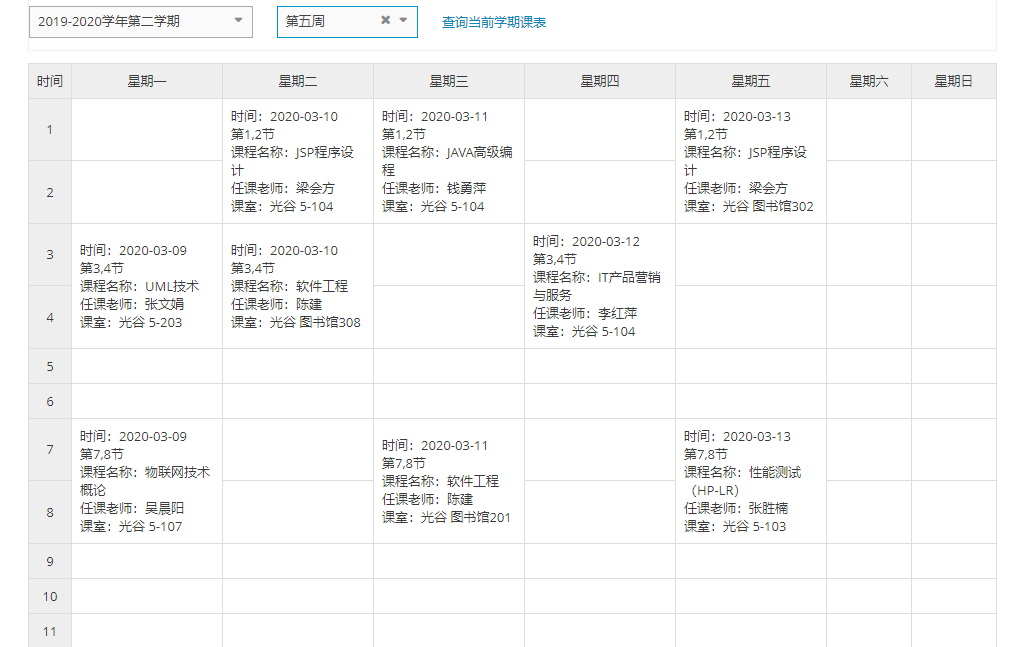 2019-2020学年第二学期 第五周 查询当前学期课表
时间 星期一 星期二 星期三 星期四 星期五 星期六 星期日
1
2
时间：2020-03-10
第1,2节
课程名称：JSP程序设
计
任课老师：梁会方
课室：光谷 5-104
时间：2020-03-11
第1,2节
课程名称：JAVA高级编
程
任课老师：钱勇萍
课室：光谷 5-104
时间：2020-03-13
第1,2节
课程名称：JSP程序设
计
任课老师：梁会方
课室：光谷 图书馆302
3
4
时间：2020-03-09
第3,4节
课程名称：UML技术
任课老师：张文娟
课室：光谷 5-203
时间：2020-03-10
第3,4节
课程名称：软件工程
任课老师：陈建
课室：光谷 图书馆308
时间：2020-03-12
第3,4节
课程名称：IT产品营销
与服务
任课老师：李红萍
课室：光谷 5-104
5
6
7
8
时间：2020-03-09
第7,8节
课程名称：物联网技术
概论
任课老师：吴晨阳
课室：光谷 5-107
时间：2020-03-11
第7,8节
课程名称：软件工程
任课老师：陈建
课室：光谷 图书馆201
时间：2020-03-13
第7,8节
课程名称：性能测试
（HP-LR）
任课老师：张胜楠
课室：光谷 5-103
9
10
11